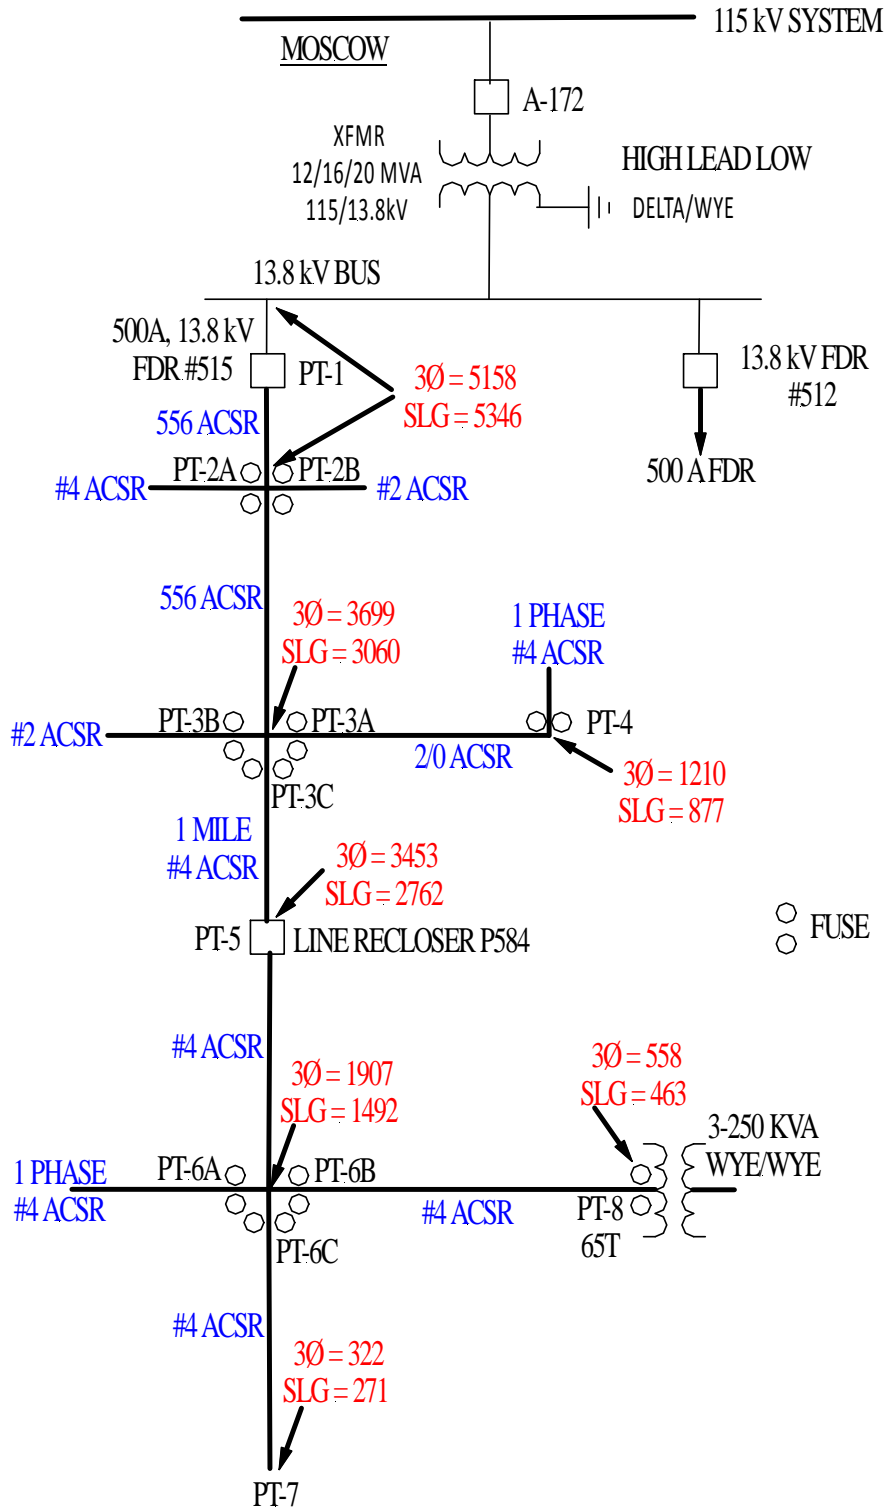 115 kV SYSTEM
MOSCOW
A-172
XFMR
12/16/20 MVA
115/13.8kV
HIGH LEAD LOW
DELTA/WYE
13.8 kV BUS
500A, 13.8 kV
FDR #515
PT-1
3Ø = 5158
SLG = 5346
13.8 kV FDR
#512
556 ACSR
PT-2A
PT-2B
#4 ACSR
#2 ACSR
500 A FDR
556 ACSR
3Ø = 3699
SLG = 3060
1 PHASE
#4 ACSR
PT-3B
PT-3A
PT-4
#2 ACSR
2/0 ACSR
3Ø = 1210
SLG = 877
PT-3C
1 MILE
#4 ACSR
3Ø = 3453
SLG = 2762
PT-5
LINE RECLOSER P584
FUSE
#4 ACSR
3Ø = 1907
SLG = 1492
3Ø = 558
SLG = 463
3-250 KVA
WYE/WYE
1 PHASE
#4 ACSR
PT-6A
PT-6B
#4 ACSR
PT-8
65T
PT-6C
#4 ACSR
3Ø = 322
SLG = 271
PT-7